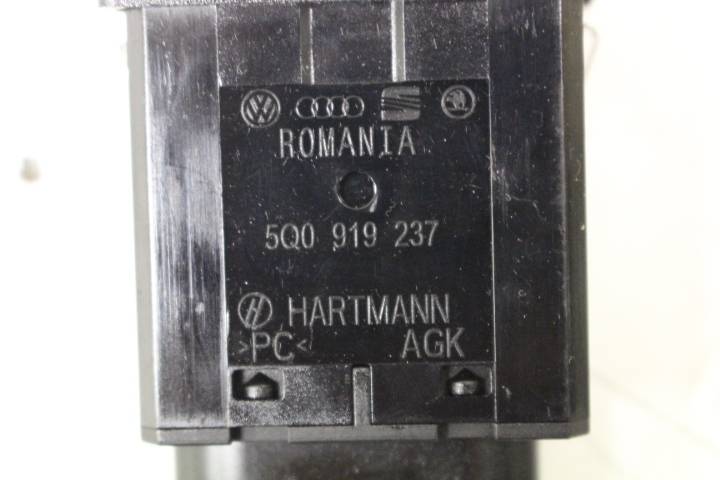 ROMANIA
5Q0 919 237
HARTMANN
>PC< AGK